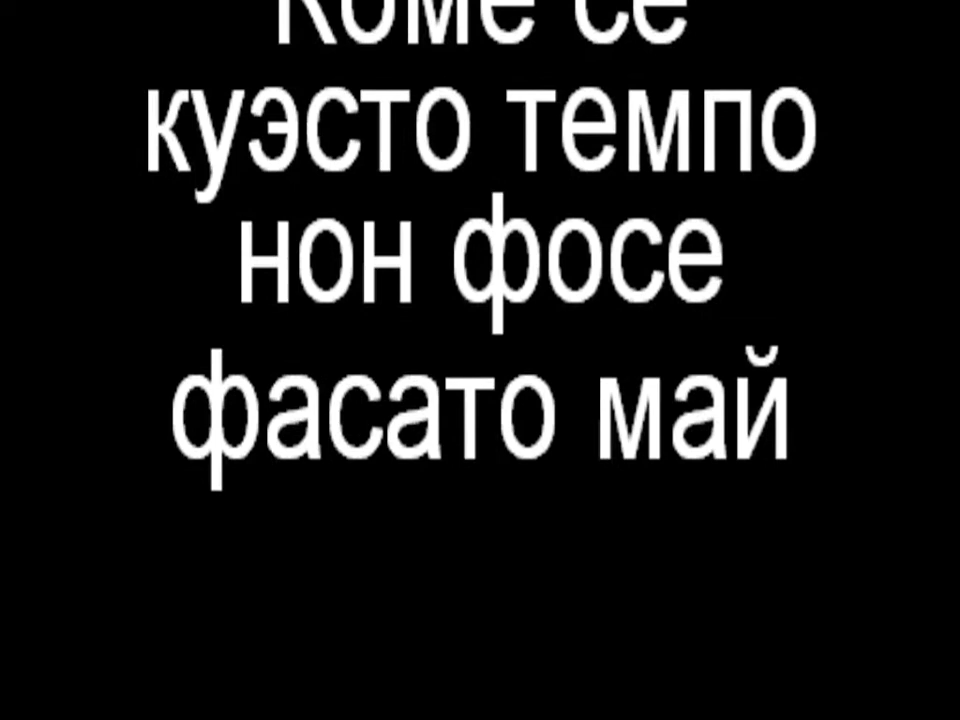 Коме се
куэсто темпо
нон фосе
фасато май